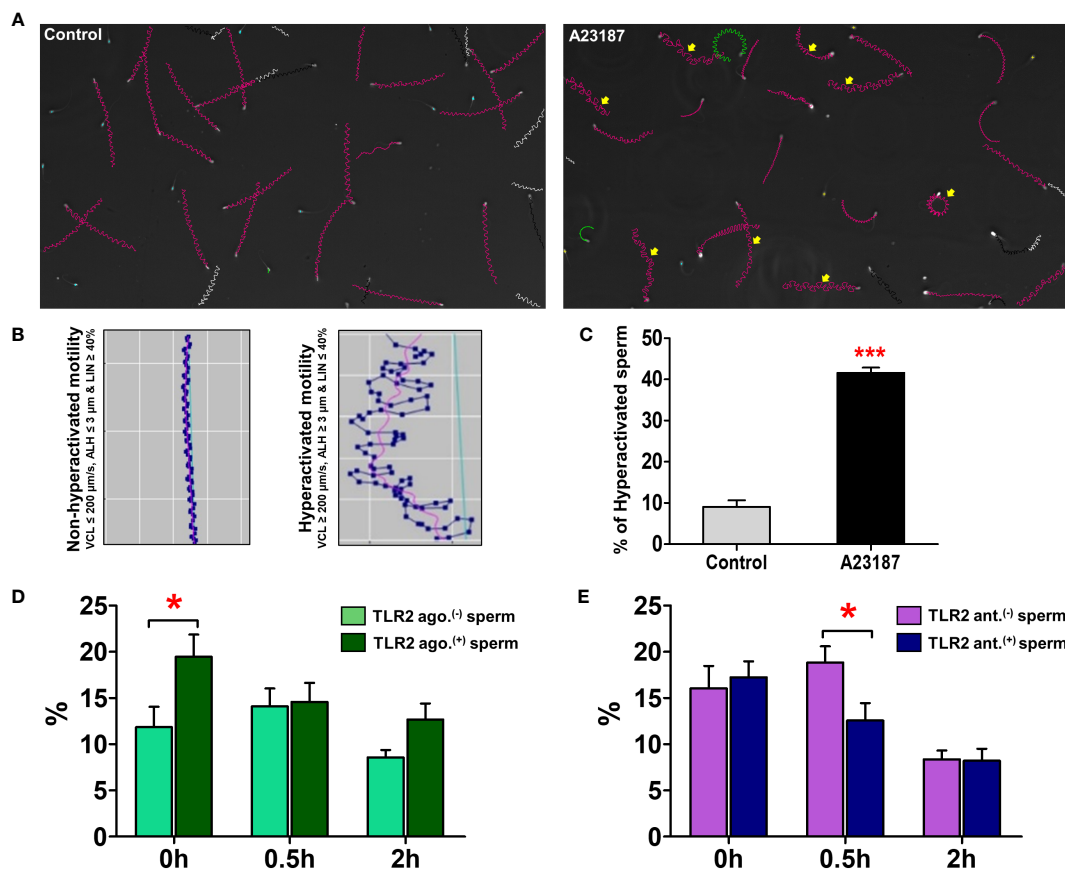 A
Control
A23187
B
Non-hyperactivated motility
VCL ≤ 200 µm/s, ALH ≤ 3 µm & LIN ≥ 40%
Hyperactivated motility
VCL ≥ 200 µm/s, ALH ≥ 3 µm & LIN ≤ 40%
C
% of Hyperactivated sperm
50
40
30
20
10
0
***
Control
A23187
D
%
25
20
15
10
5
0
*
TLR2 ago.(-) sperm
TLR2 ago.(+) sperm
0h
0.5h
2h
E
%
25
20
15
10
5
0
*
TLR2 ant.(-) sperm
TLR2 ant.(+) sperm
0h
0.5h
2h